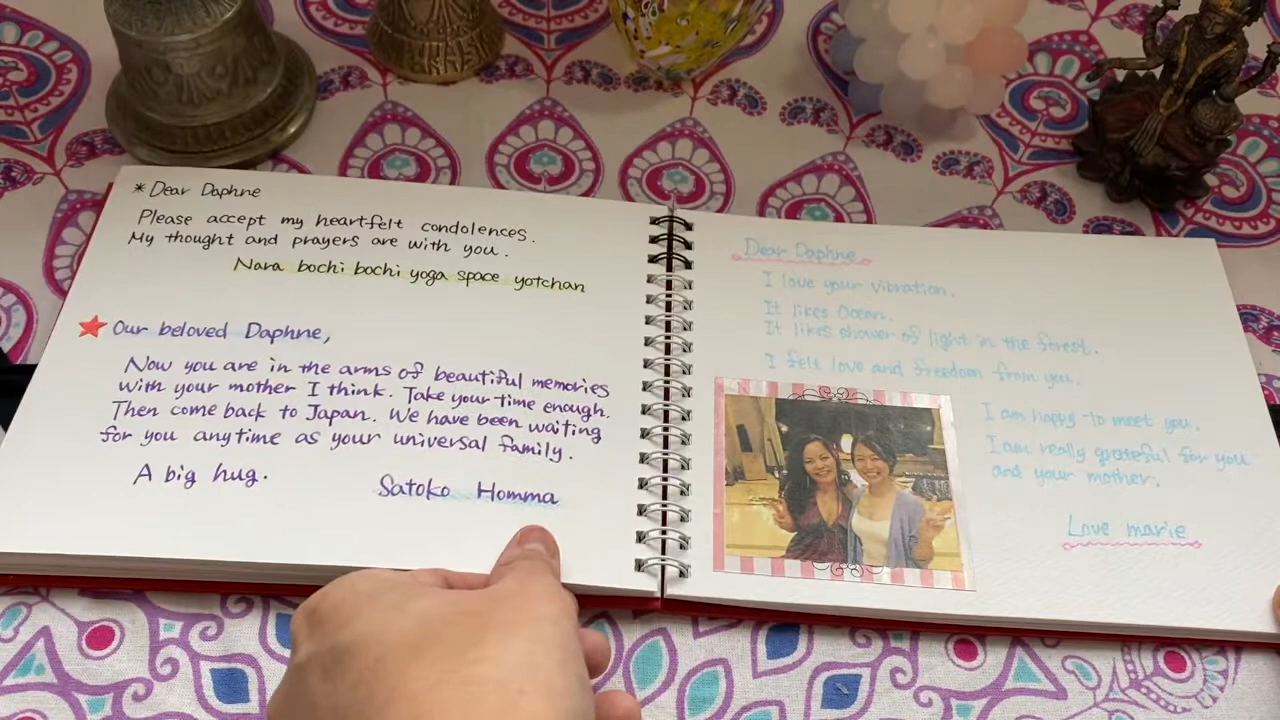 *Dear Daphne
Please accept my heartfelt condolences.
My thought and prayers are with you.
Nara bochi bochi yoga space yotchan
Our beloved Daphne,
Now you are in the arms of beautiful memories
with your mother I think. Take your time enough.
Then come back to Japan. We have been waiting
for you anytime as your universal family.
A big hug.
Satoko Homma
Dear Daphne
I love your vibration.
It likes Ocean.
It likes shower of light in the forest.
I felt love and freedom from you.
I am happy to meet you.
I am really grateful for you
and your mother.
Love marie